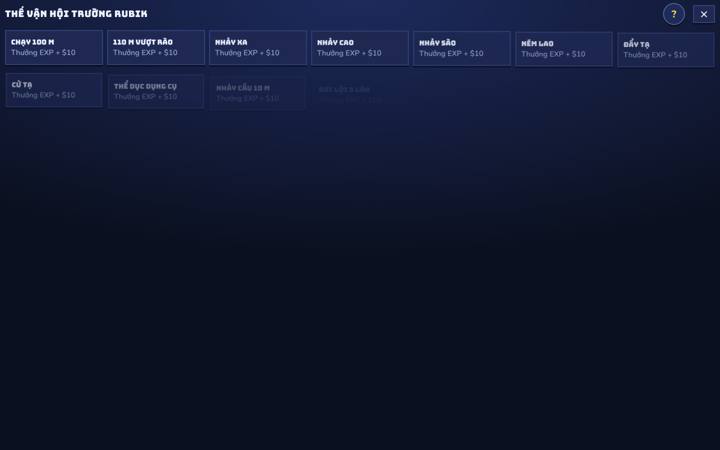 THẾ VẬN HỘI TRƯỜNG RUBIK
?
×
CHẠY 100 M
Thưởng EXP + $10
110 M VƯỢT RÀO
Thưởng EXP + $10
NHẢY XA
Thưởng EXP + $10
NHẢY CAO
Thưởng EXP + $10
NHẢY SÀO
Thưởng EXP + $10
NÉM LAO
Thưởng EXP + $10
ĐẨY TẠ
Thưởng EXP + $10
CỬ TẠ
Thưởng EXP + $10
THỂ DỤC DỤNG CỤ
Thưởng EXP + $10
NHẢY CẦU 10 M
Thưởng EXP + $10